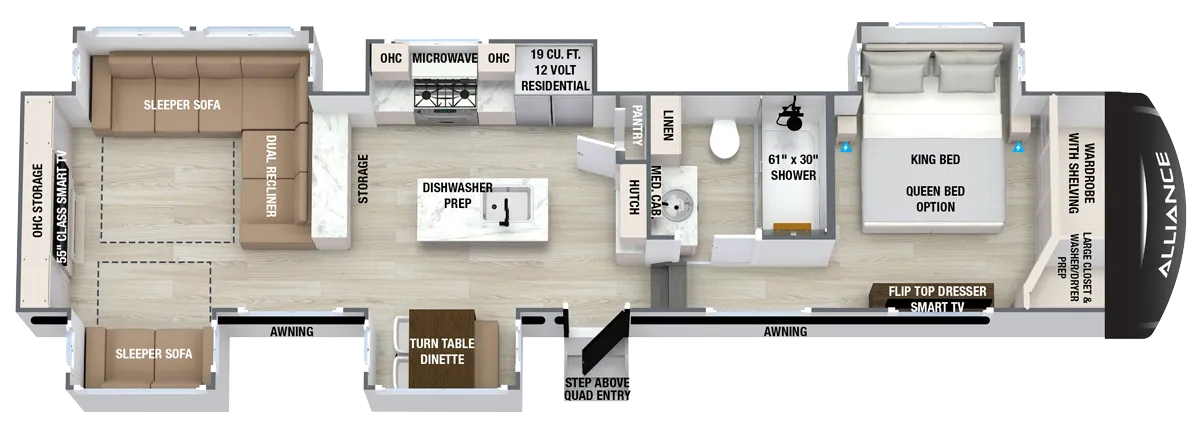 OHC STORAGE
55" CLASS SMART TV
SLEEPER SOFA
DUAL RECLINER
SLEEPER SOFA
AWNING
STORAGE
OHC
MICROWAVE
OHC
19 CU. FT.
12 VOLT
RESIDENTIAL
DISHWASHER
PREP
TURN TABLE
DINETTE
STEP ABOVE
QUAD ENTRY
PANTRY
HUTCH
LINEN
MED. CAB.
61" x 30"
SHOWER
KING BED
QUEEN BED
OPTION
FLIP TOP DRESSER
SMART TV
AWNING
WARDROBE
WITH SHELVING
LARGE CLOSET &
WASHER/DRYER
PREP
ALLIANCE